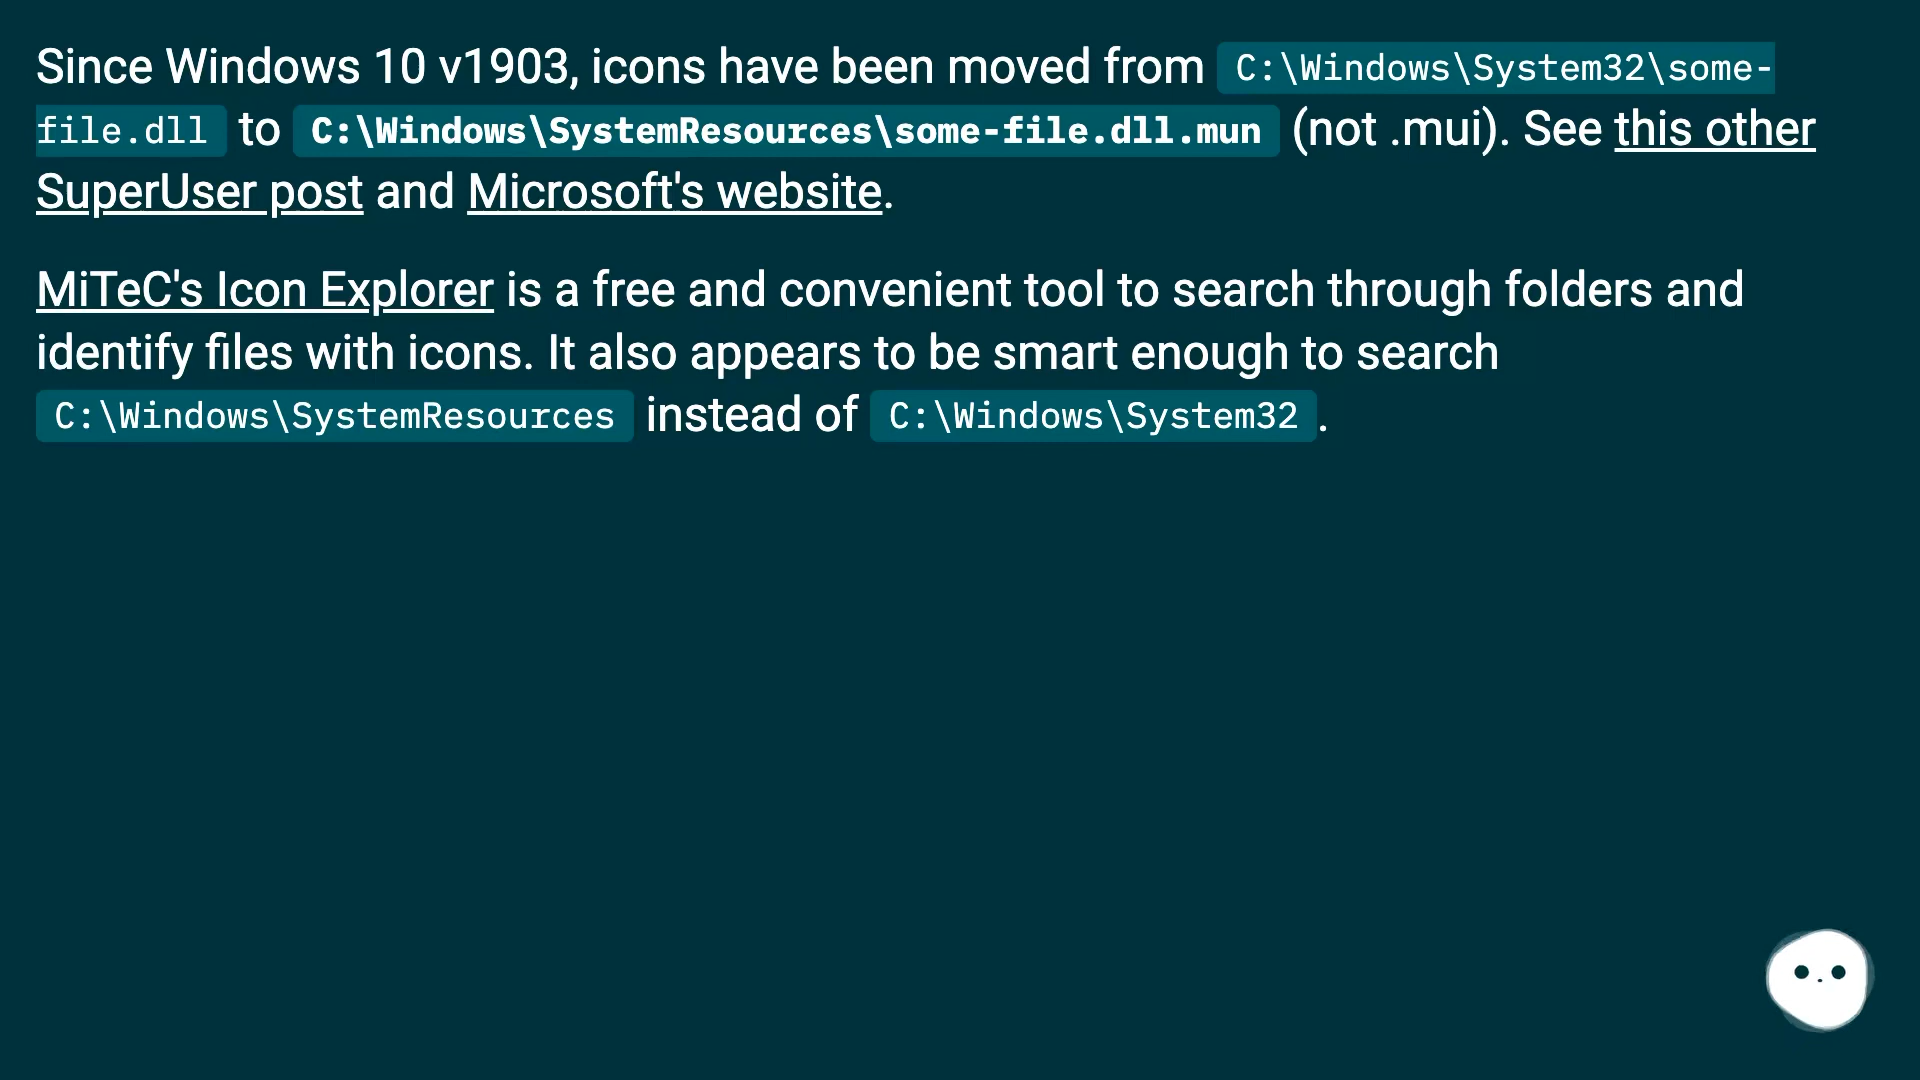 Since Windows 10 v1903, icons have been moved from C:\Windows\System32\some-
file.dll to C:\Windows\SystemResources\some-file.dll.mun (not .mui). See this other
SuperUser post and Microsoft's website.
MiTeC's Icon Explorer is a free and convenient tool to search through folders and
identify files with icons. It also appears to be smart enough to search
C:\Windows\SystemResources instead of C:\Windows\System32.